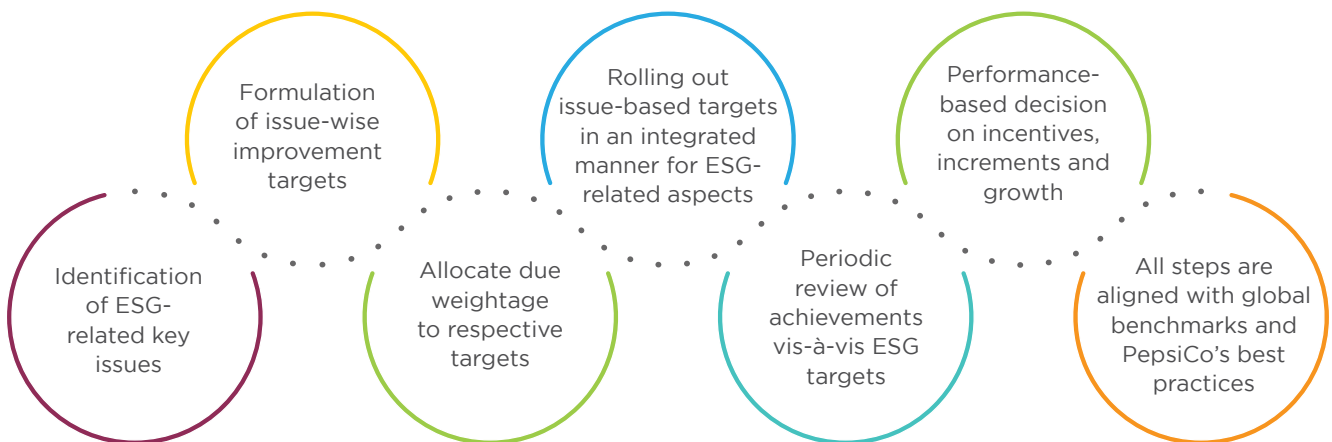 Identification
of ESG-
related key
issues
Formulation
of issue-wise
improvement
targets
Allocate due
weightage
to respective
targets
Rolling out
issue-based targets
in an integrated
manner for ESG-
related aspects
Periodic
review of
achievements
vis-à-vis ESG
targets
Performance-
based decision
on incentives,
increments and
growth
All steps are
aligned with global
benchmarks and
PepsiCo's best
practices